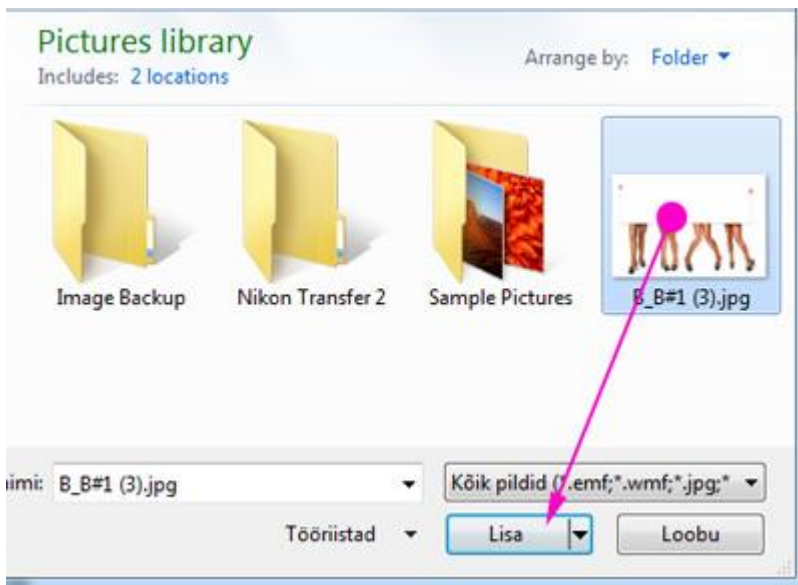 Pictures library
Includes: 2 locations
Arrange by: Folder
Image Backup
Nikon Transfer 2
Sample Pictures
B_B#1 (3).jpg
imi: B_B#1 (3).jpg
Kõik pildid (*.emf;*.wmf;*.jpg;*
Tööriistad
Lisa
Loobu